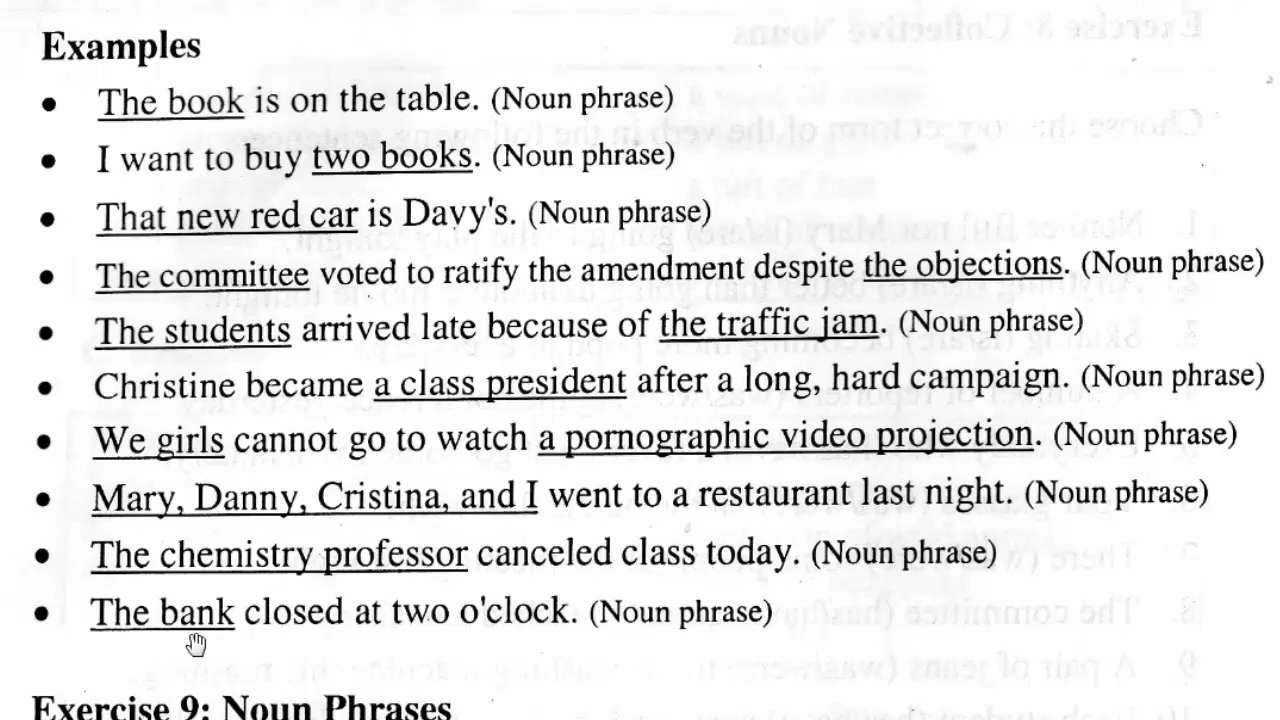 Examples
• The book is on the table. (Noun phrase)
• I want to buy two books. (Noun phrase)
• That new red car is Davy's. (Noun phrase)
• The committee voted to ratify the amendment despite the objections. (Noun phrase)
• The students arrived late because of the traffic jam. (Noun phrase)
• Christine became a class president after a long, hard campaign. (Noun phrase)
• We girls cannot go to watch a pornographic video projection. (Noun phrase)
• Mary, Danny, Cristina, and I went to a restaurant last night. (Noun phrase)
• The chemistry professor canceled class today. (Noun phrase)
• The bank closed at two o'clock. (Noun phrase)
Exercise 9: Noun Phrases